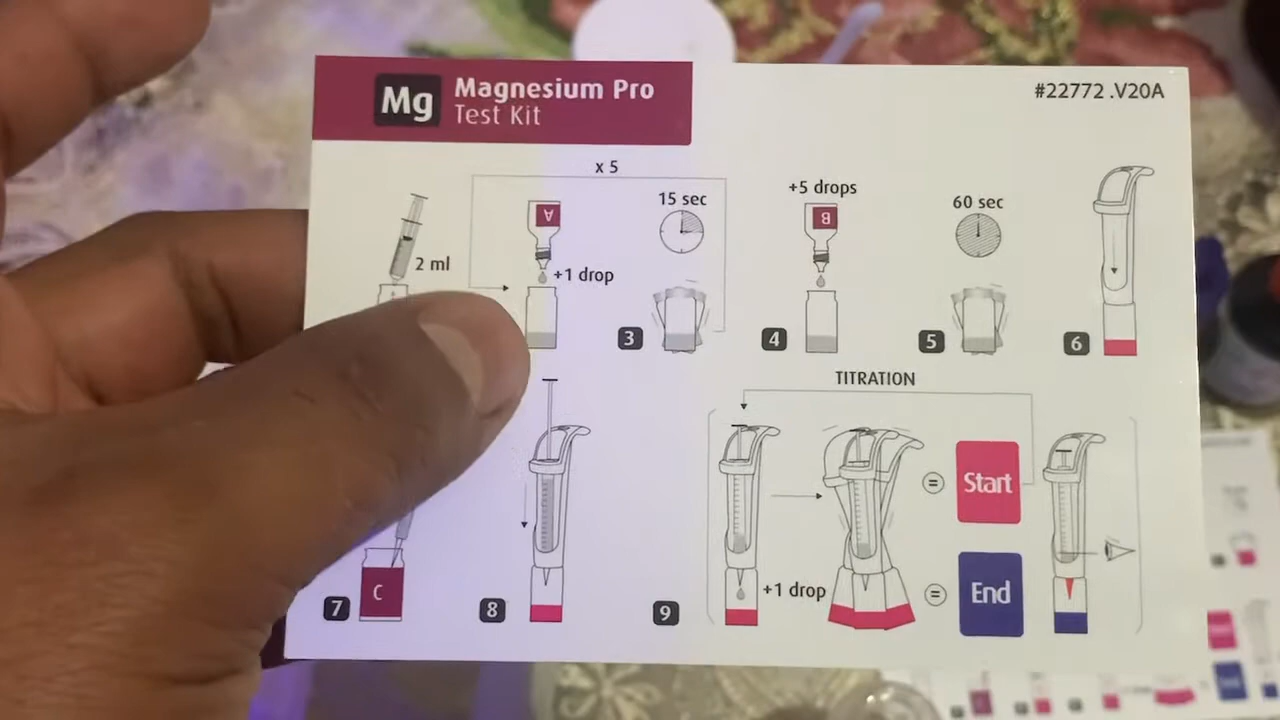 Mg
Magnesium Pro
Test Kit
#22772 .V20A
x 5
2 ml
A
+1 drop
15 sec
3
+5 drops
B
4
60 sec
5
6
TITRATION
C
7
8
9
+1 drop
=
Start
=
End